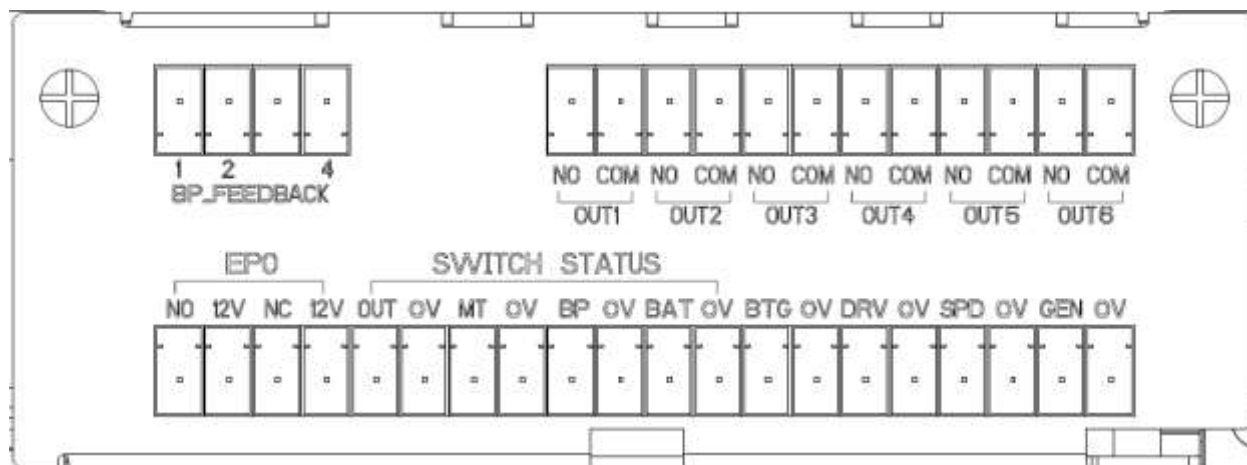 1 2 4
BP_FEEDBACK
NO COM NO COM NO COM NO COM NO COM NO COM
OUT1 OUT2 OUT3 OUT4 OUT5 OUT6
EPO SWITCH STATUS
NO 12V NC 12V OUT 0V MT 0V BP 0V BAT 0V BTG 0V DRV 0V SPD 0V GEN 0V